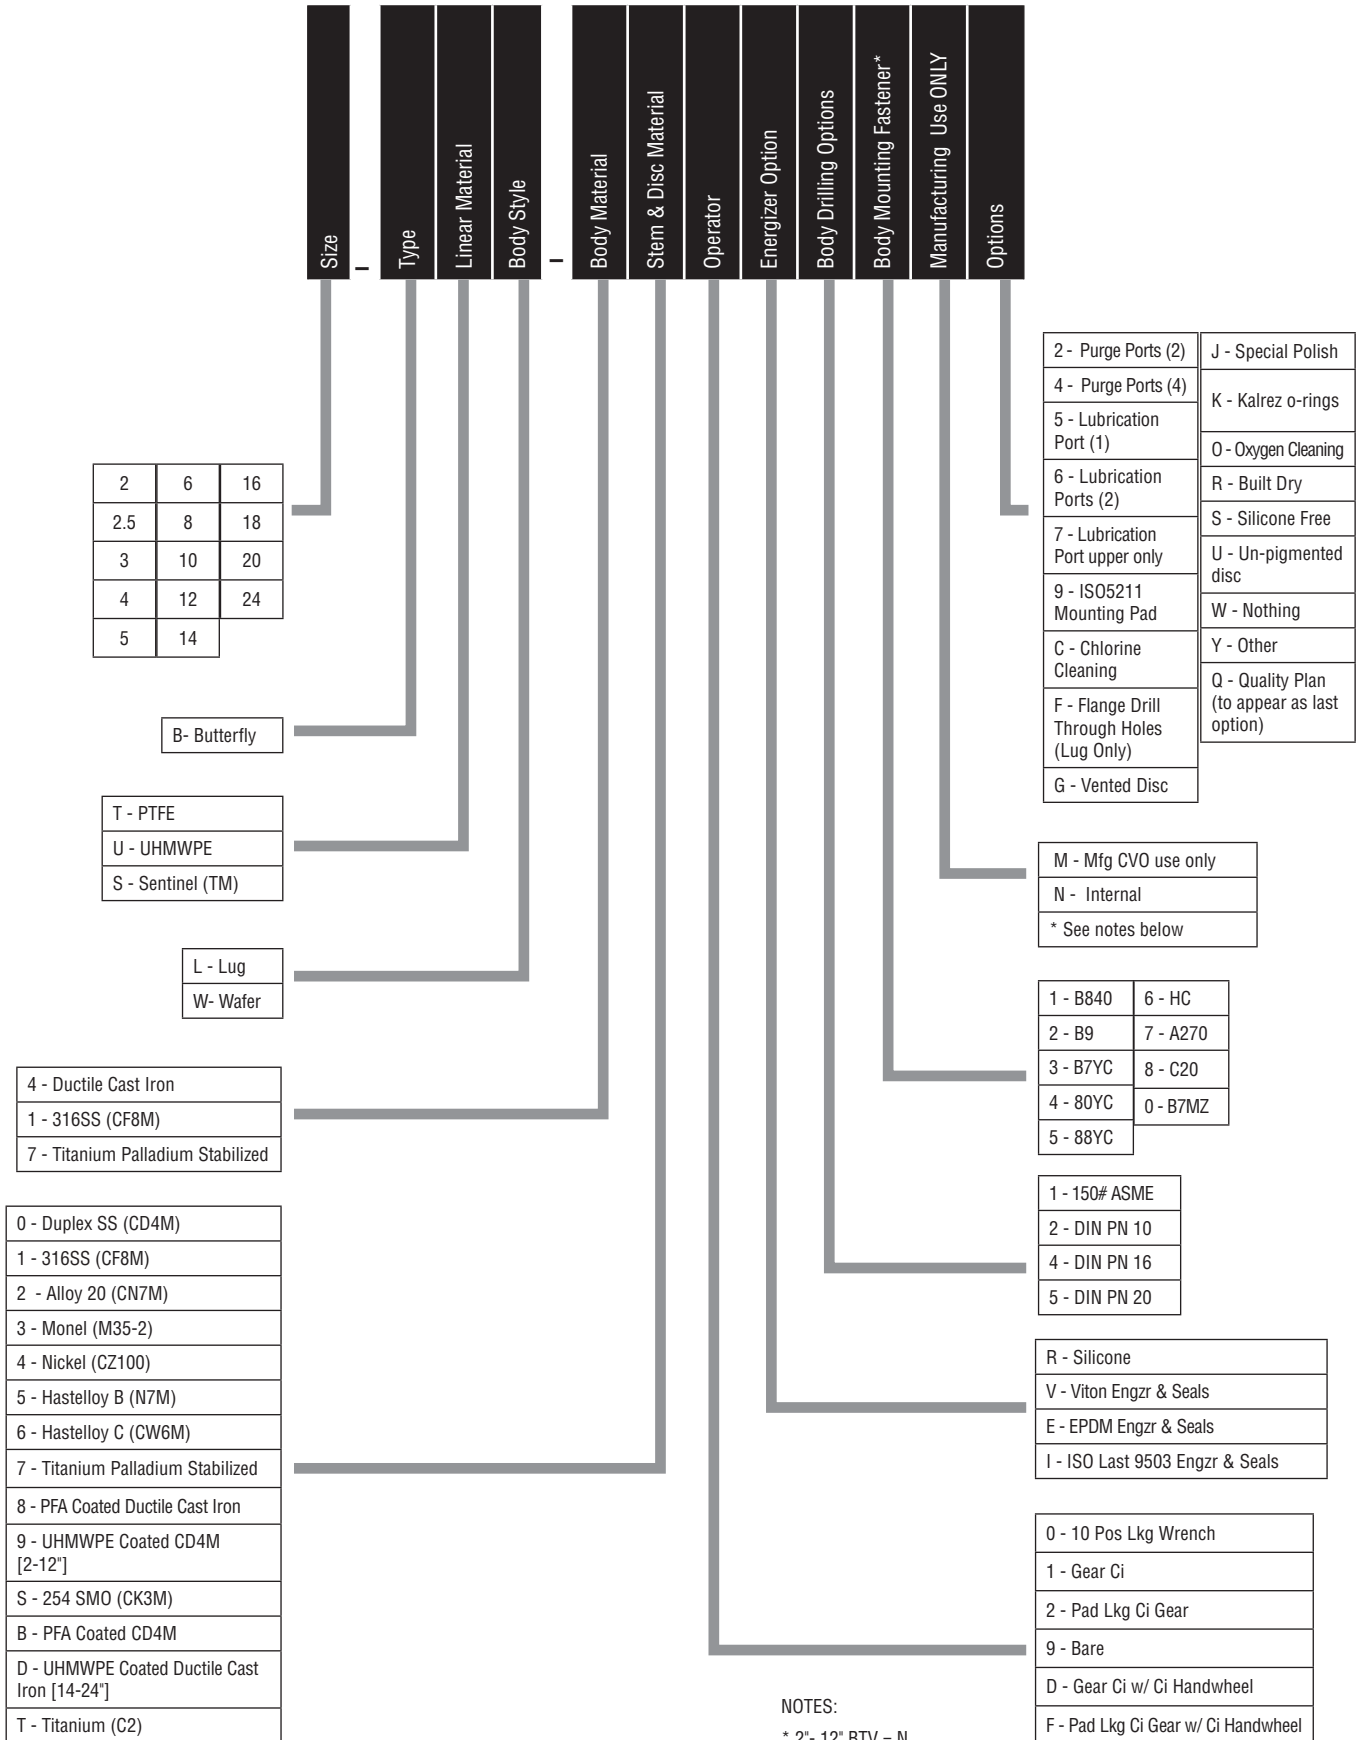 Size
–
Type
Linear Material
Body Style
–
Body Material
Stem & Disc Material
Operator
Energizer Option
Body Drilling Options
Body Mounting Fastener*
Manufacturing Use ONLY
Options
2 6 16
2.5 8 18
3 10 20
4 12 24
5 14
B- Butterfly
T - PTFE
U - UHMWPE
S - Sentinel (TM)
L - Lug
W- Wafer
4 - Ductile Cast Iron
1 - 316SS (CF8M)
7 - Titanium Palladium Stabilized
0 - Duplex SS (CD4M)
1 - 316SS (CF8M)
2 - Alloy 20 (CN7M)
3 - Monel (M35-2)
4 - Nickel (CZ100)
5 - Hastelloy B (N7M)
6 - Hastelloy C (CW6M)
7 - Titanium Palladium Stabilized
8 - PFA Coated Ductile Cast Iron
9 - UHMWPE Coated CD4M
[2-12"]
S - 254 SMO (CK3M)
B - PFA Coated CD4M
D - UHMWPE Coated Ductile Cast
Iron [14-24"]
T - Titanium (C2)
2 - Purge Ports (2)
4 - Purge Ports (4)
5 - Lubrication
Port (1)
6 - Lubrication
Ports (2)
7 - Lubrication
Port upper only
9 - ISO5211
Mounting Pad
C - Chlorine
Cleaning
F - Flange Drill
Through Holes
(Lug Only)
G - Vented Disc
J - Special Polish
K - Kalrez o-rings
O - Oxygen Cleaning
R - Built Dry
S - Silicone Free
U - Un-pigmented
disc
W - Nothing
Y - Other
Q - Quality Plan
(to appear as last
option)
M - Mfg CVO use only
N - Internal
* See notes below
1 - B840
2 - B9
3 - B7YC
4 - 80YC
5 - 88YC
6 - HC
7 - A270
8 - C20
0 - B7MZ
1 - 150# ASME
2 - DIN PN 10
4 - DIN PN 16
5 - DIN PN 20
R - Silicone
V - Viton Engzr & Seals
E - EPDM Engzr & Seals
I - ISO Last 9503 Engzr & Seals
0 - 10 Pos Lkg Wrench
1 - Gear Ci
2 - Pad Lkg Ci Gear
9 - Bare
D - Gear Ci w/ Ci Handwheel
F - Pad Lkg Ci Gear w/ Ci Handwheel
NOTES:
* 2"- 12" BTV = N